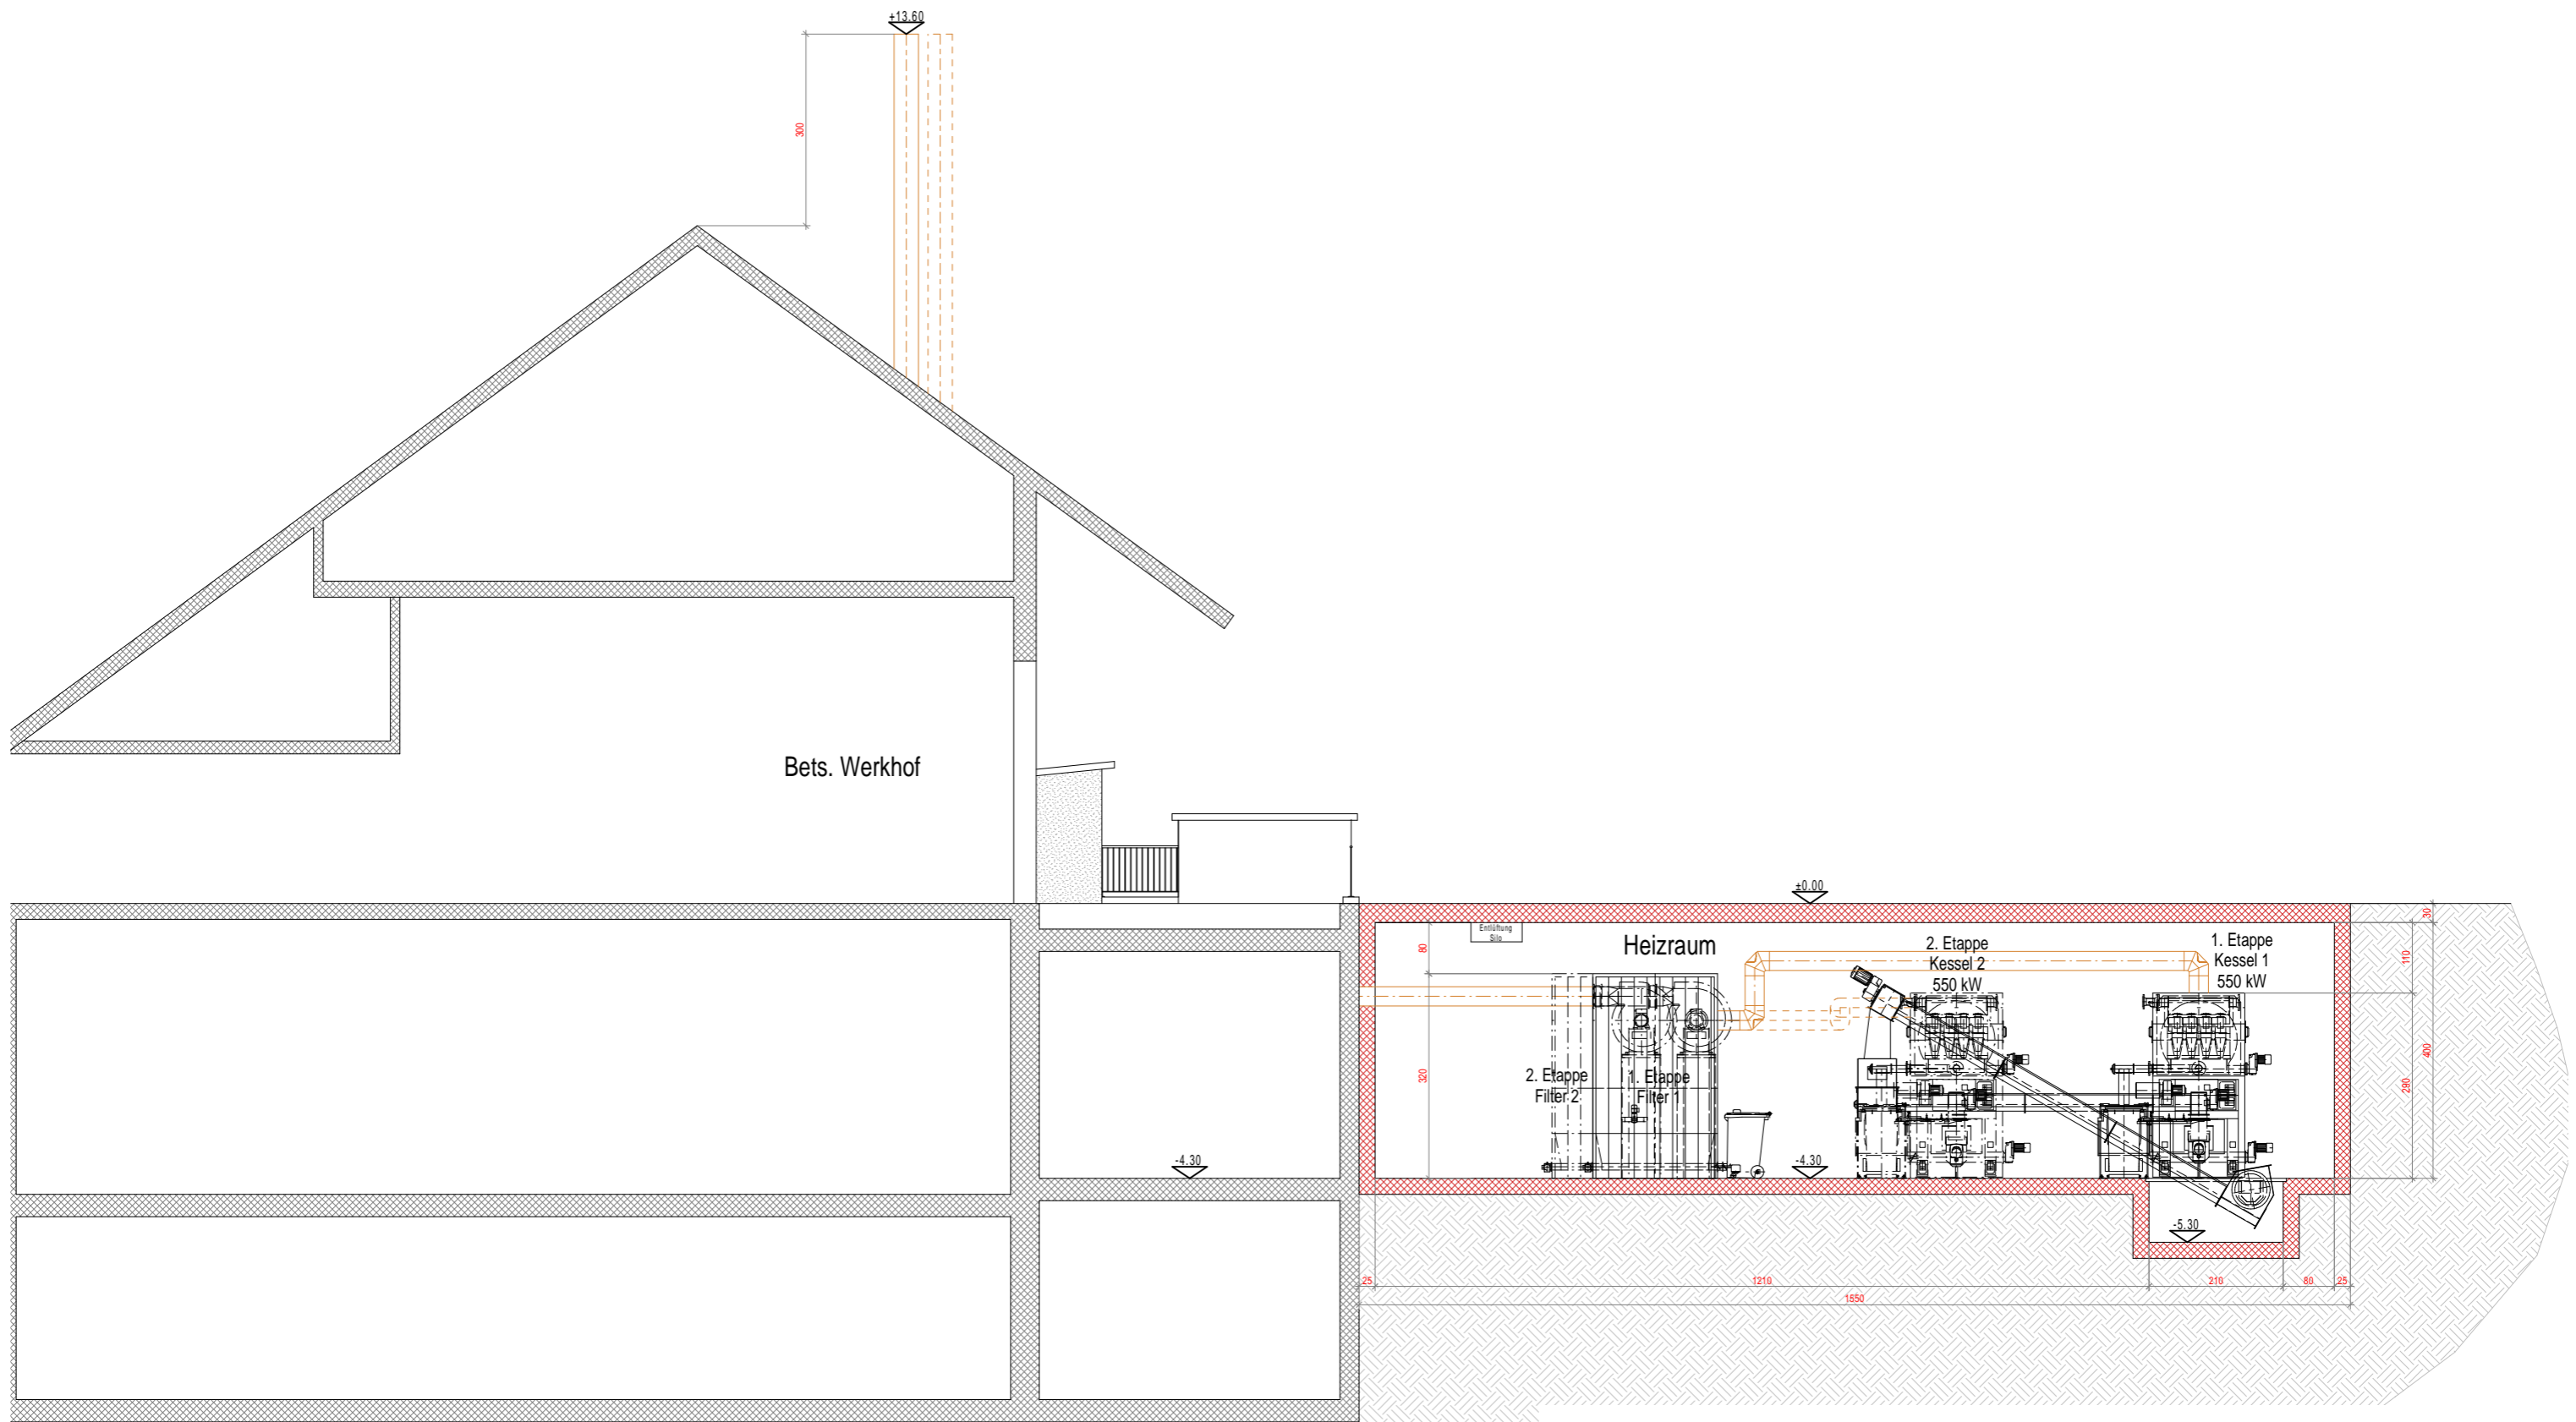 ±13.60
300
Bets. Werkhof
±0.00
30
Entlüftung
Silo
80
Heizraum
2. Etappe
Kessel 2
550 kW
1. Etappe
Kessel 1
550 kW
110
400
290
320
2. Etappe
Filter 2
1. Etappe
Filter 1
-4.30
-4.30
-5.30
25
1210
210
80
25
1550